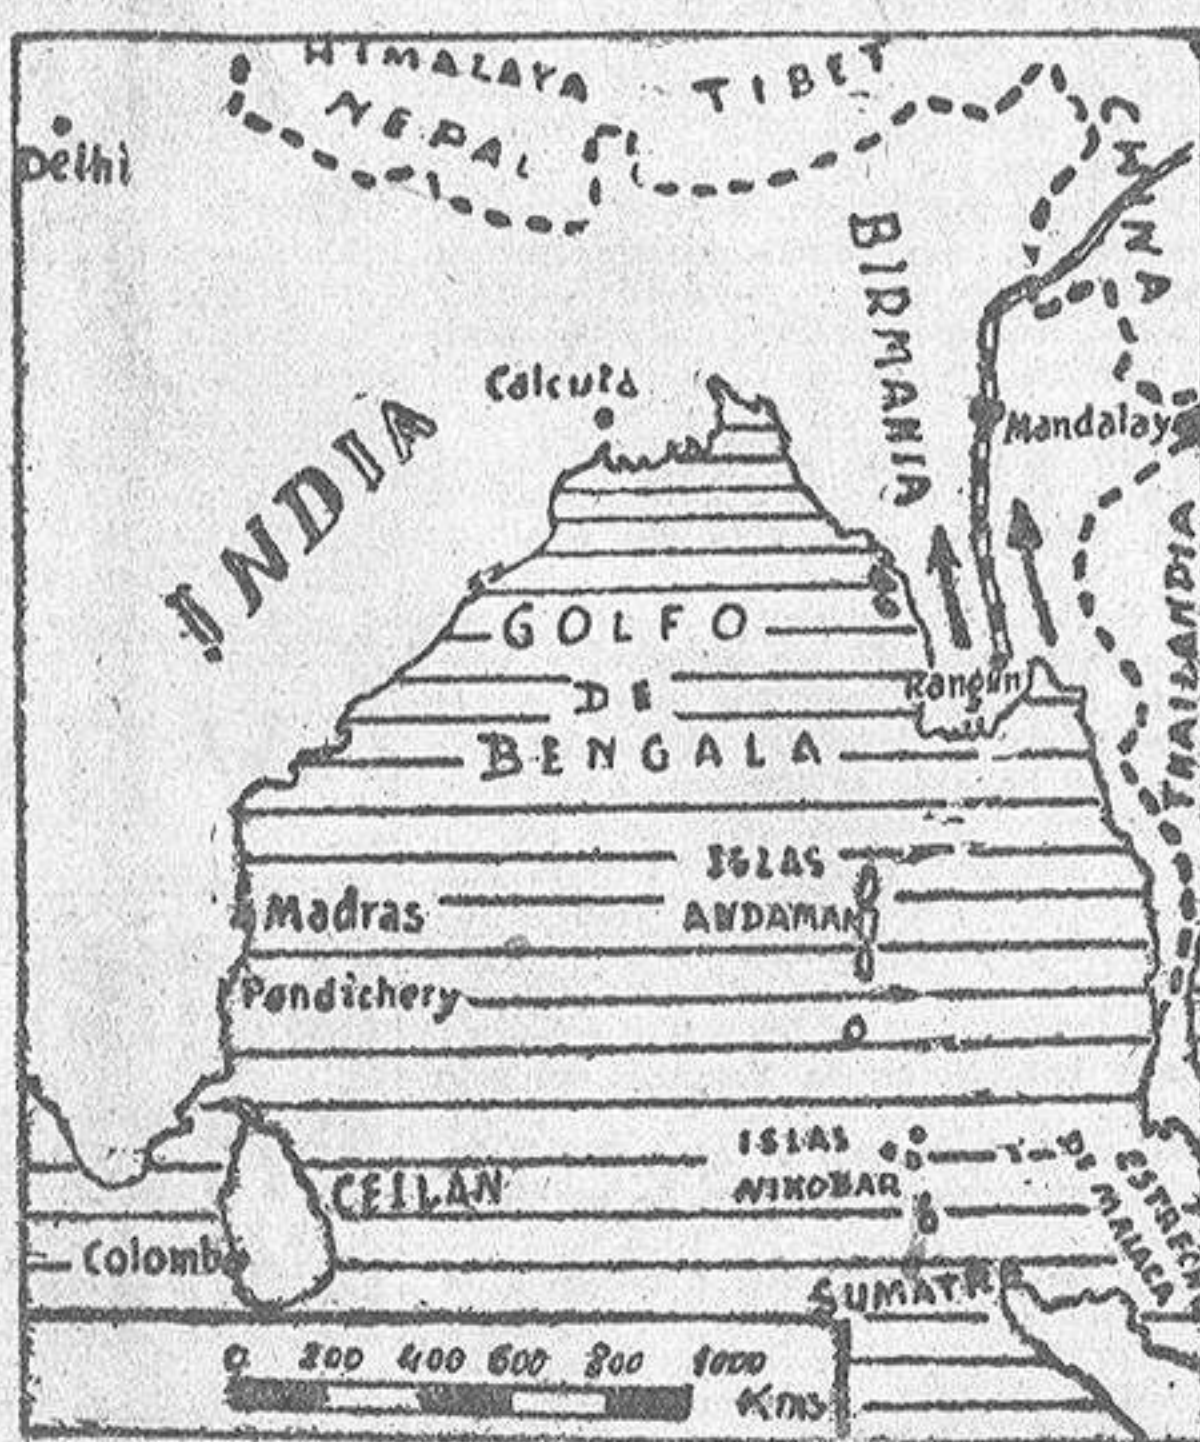 HIMALAYA
TIBET
NEPAL
CHINA
Delhi
BIRMANIA
Calcuta
Mandalay
INDIA
THAILANDIA
GOLFO
DE
BENGALA
Rangun
ISLAS
ANDAMAN
Madras
Pondichery
ISLAS
NIKOBAR
ESTRECH
DE MALACA
CEILAN
Colombo
SUMATRA
0 200 400 600 800 1000
Kms